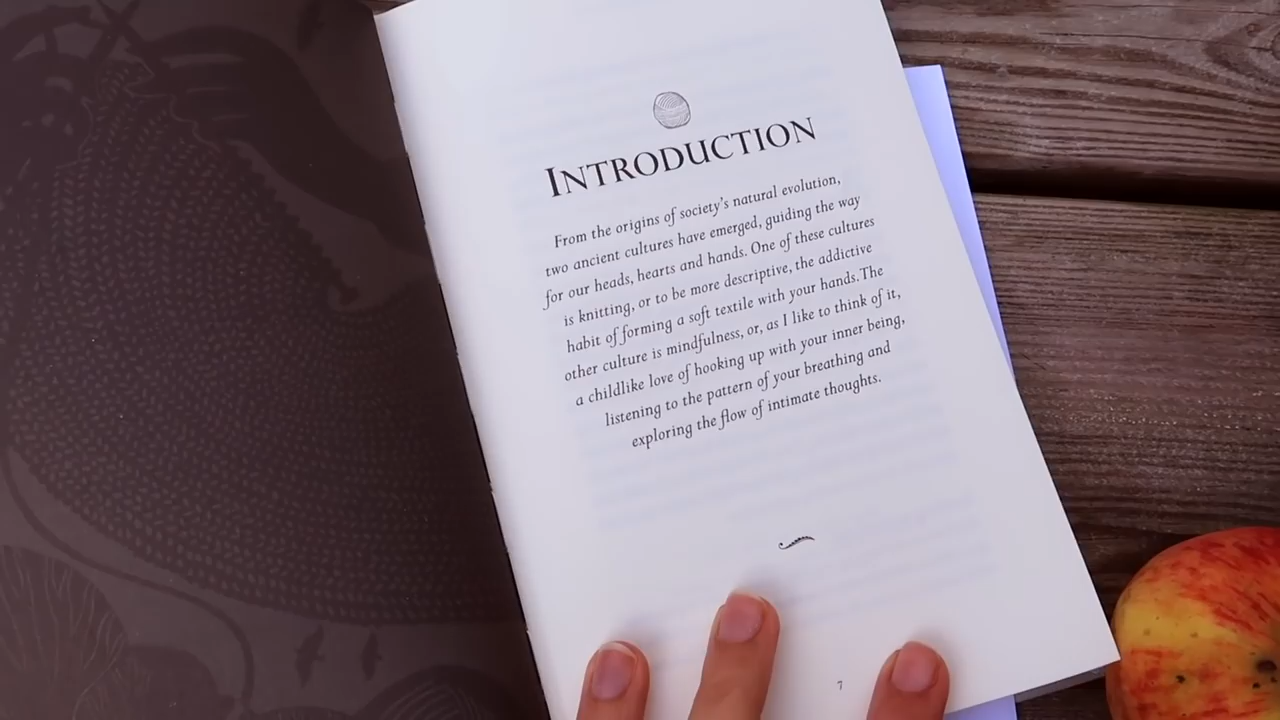 INTRODUCTION
From the origins of society's natural evolution,
two ancient cultures have emerged, guiding the way
for our heads, hearts and hands. One of these cultures
is knitting, or to be more descriptive, the addictive
habit of forming a soft textile with your hands. The
other culture is mindfulness, or, as I like to think of it,
a childlike love of hooking up with your inner being,
listening to the pattern of your breathing and
exploring the flow of intimate thoughts.
7